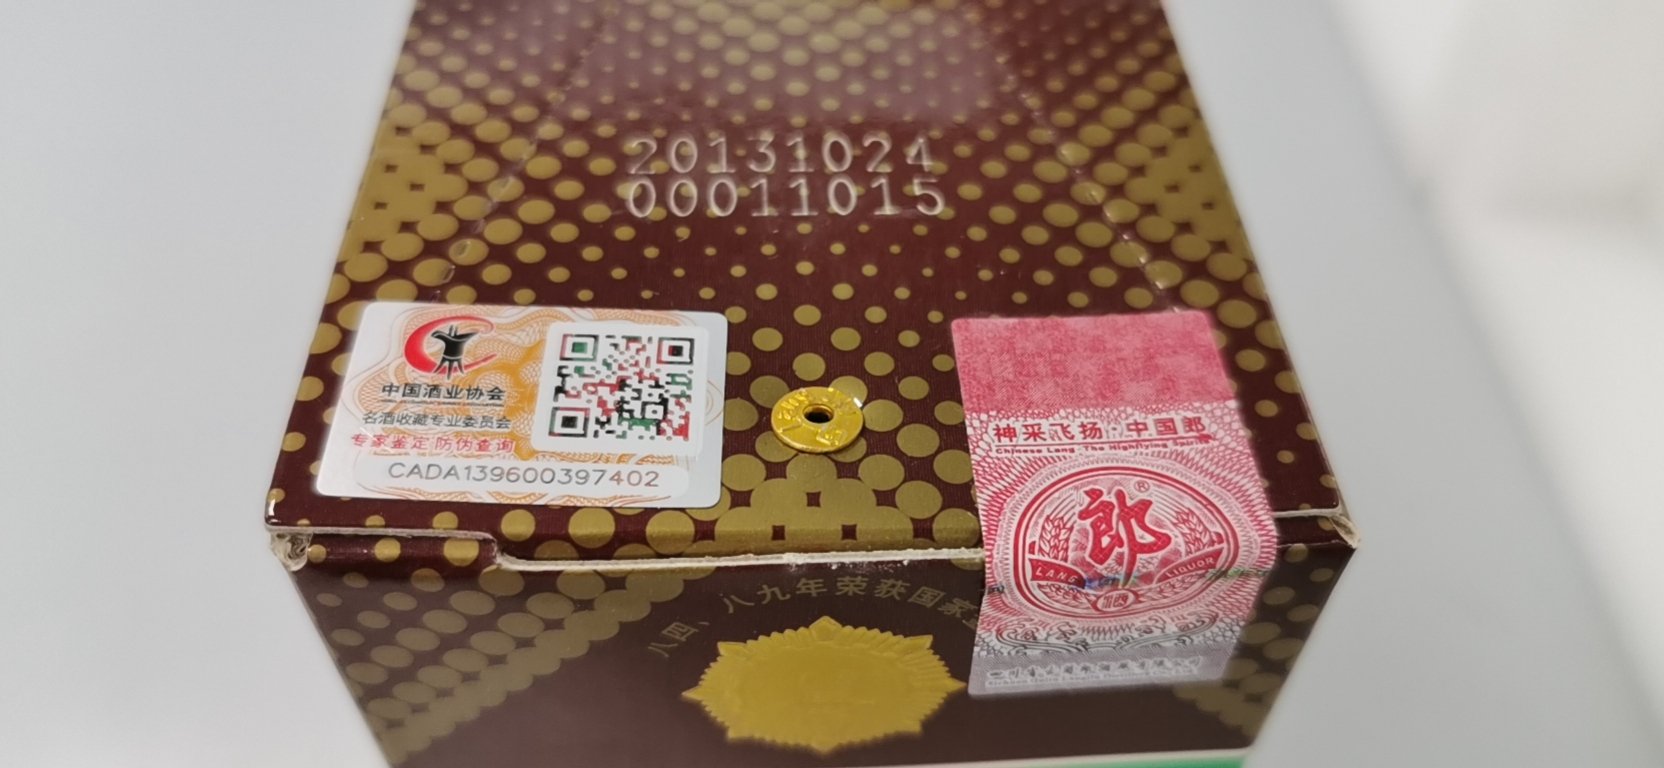 20131024
00011015
中国酒业协会
名酒收藏专业委员会
专家鉴定 防伪查询
CADA139600397402
神采飞扬·中国郎
Chinese Lang·The Highflying Spirits
郎®
LANG
LIQUOR
酒
八四、八九年荣获国家